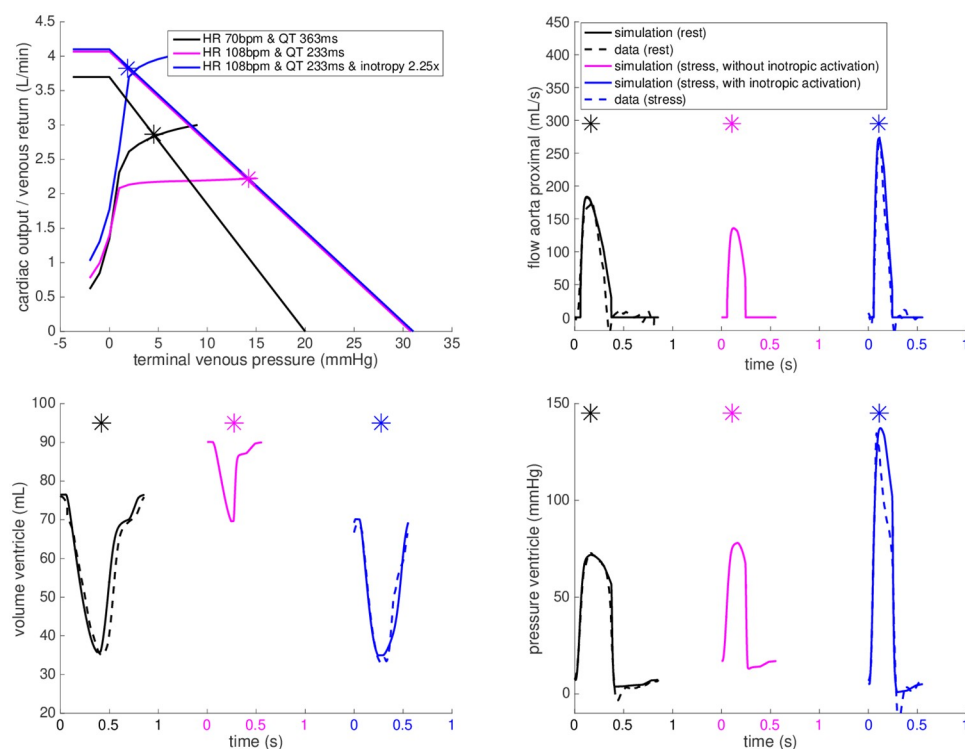 HR 70bpm & QT 363ms
HR 108bpm & QT 233ms
HR 108bpm & QT 233ms & inotropy 2.25x
cardiac output / venous return (L/min)
4.5
4
3.5
3
2.5
2
1.5
1
0.5
0
-5 0 5 10 15 20 25 30 35
terminal venous pressure (mmHg)
simulation (rest)
data (rest)
simulation (stress, without inotropic activation)
simulation (stress, with inotropic activation)
data (stress)
flow aorta proximal (mL/s)
450
400
350
300
250
200
150
100
50
0
0 0.5 1 0 0.5 1 0 0.5 1
time (s)
volume ventricle (mL)
100
90
80
70
60
50
40
30
20
0 0.5 0 0.5 1 0 0.5 1
time (s)
pressure ventricle (mmHg)
150
100
50
0
0 0.5 1 0 0.5 1 0 0.5 1
time (s)